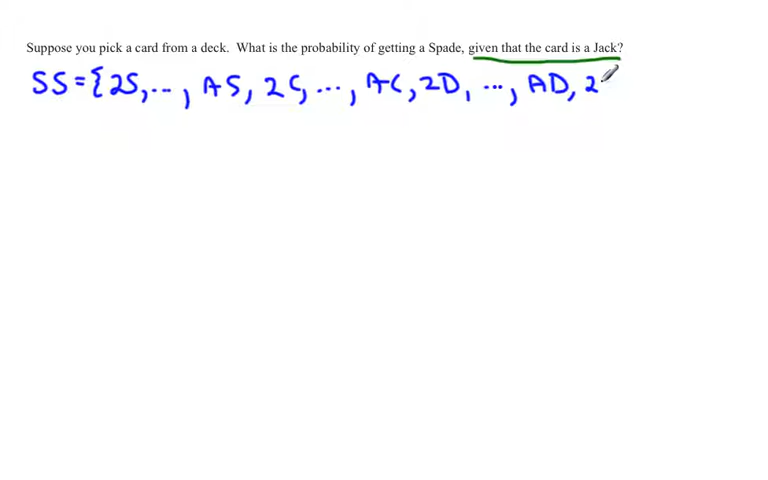 Suppose you pick a card from a deck. What is the probability of getting a Spade, given that the card is a Jack?
SS={2S,..., AS, 2C, ..., AC, 2D, ..., AD, 2